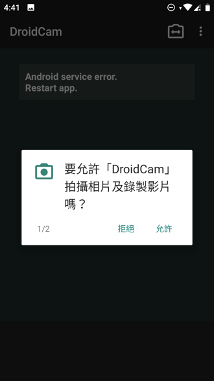 4:41
DroidCam
Android service error.
Restart app.
要允許「DroidCam」
拍攝相片及錄製影片
嗎？
1/2
拒絕
允許